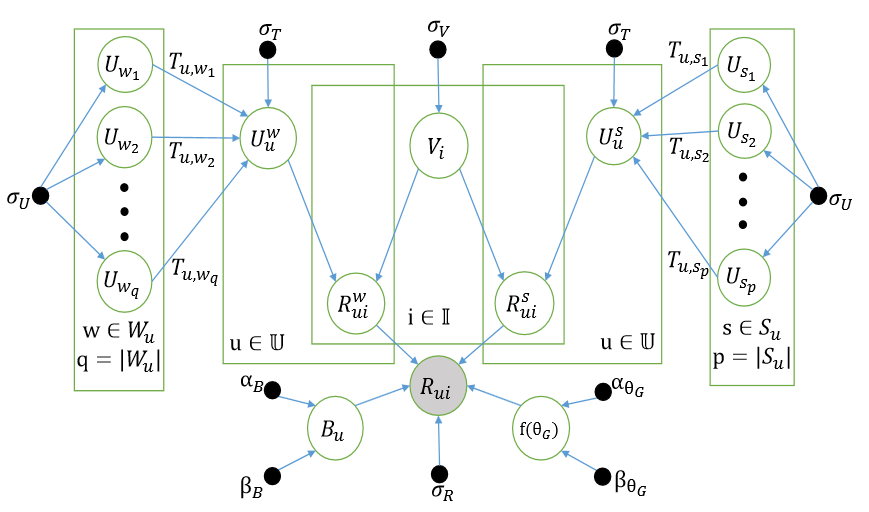 σ_T
σ_V
σ_T
U_{w_1}
T_{u,w_1}
T_{u,s_1}
U_{s_1}
U_{w_2}
T_{u,w_2}
U_u^w
V_i
U_u^s
T_{u,s_2}
U_{s_2}
σ_U
σ_U
U_{w_q}
T_{u,w_q}
T_{u,s_p}
U_{s_p}
R_{ui}^w
R_{ui}^s
i ∈ 𝕀
w ∈ W_u
q = |W_u|
u ∈ 𝕌
u ∈ 𝕌
s ∈ S_u
p = |S_u|
α_B
R_{ui}
α_{θ_G}
B_u
f(θ_G)
β_B
σ_R
β_{θ_G}